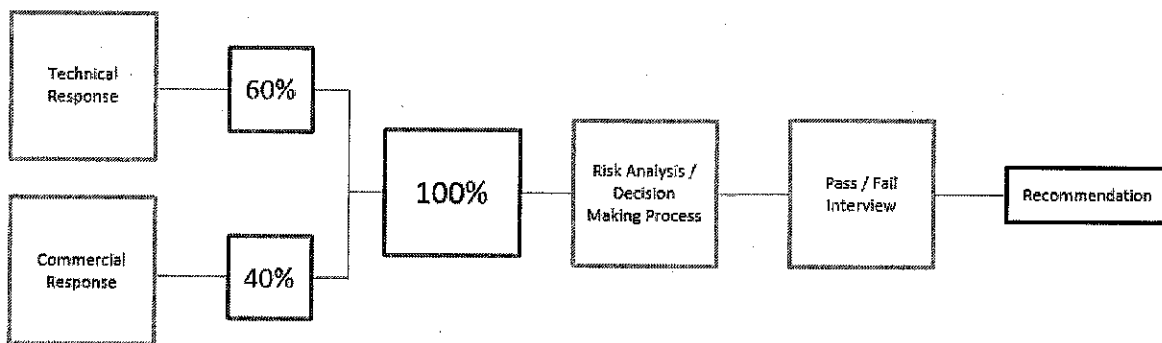 Technical
Response
60%
Commercial
Response
40%
100%
Risk Analysis /
Decision
Making Process
Pass / Fail
Interview
Recommendation